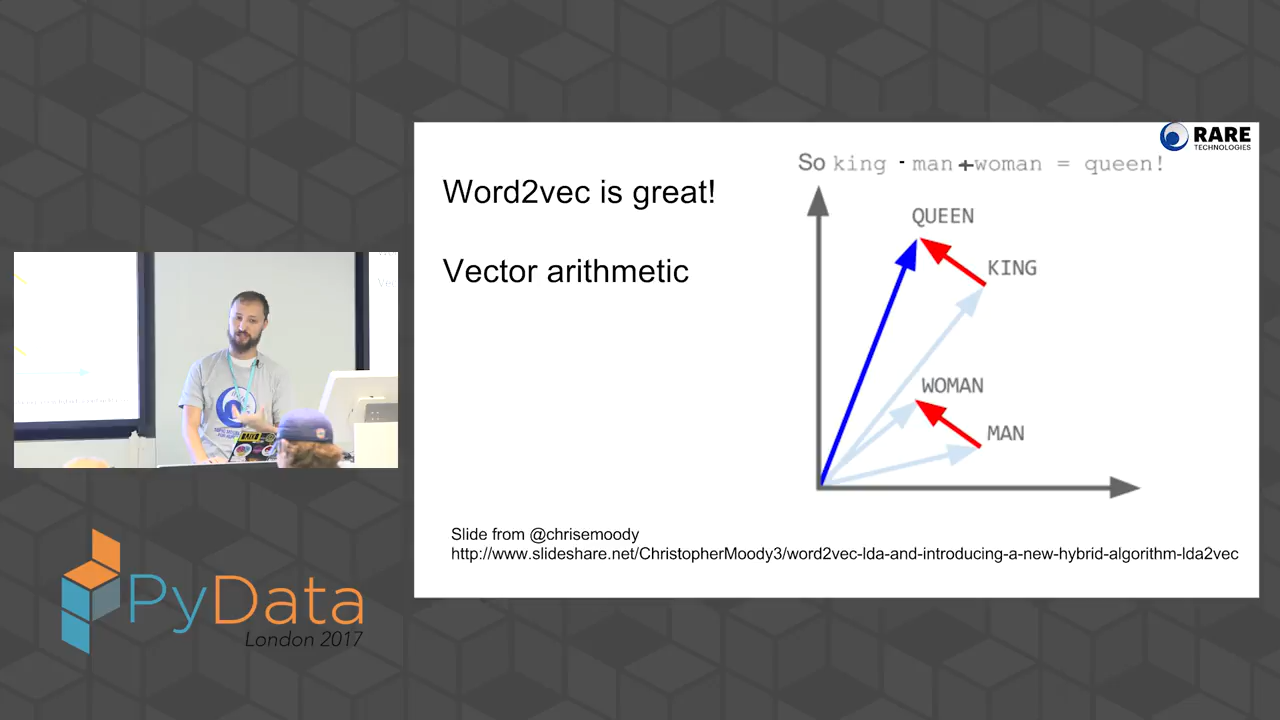 RARE
TECHNOLOGIES
So king - man + woman = queen!
Word2vec is great!
QUEEN
Vector arithmetic
KING
WOMAN
MAN
Slide from @chrisemoody
http://www.slideshare.net/ChristopherMoody3/word2vec-lda-and-introducing-a-new-hybrid-algorithm-lda2vec
PyData
London 2017